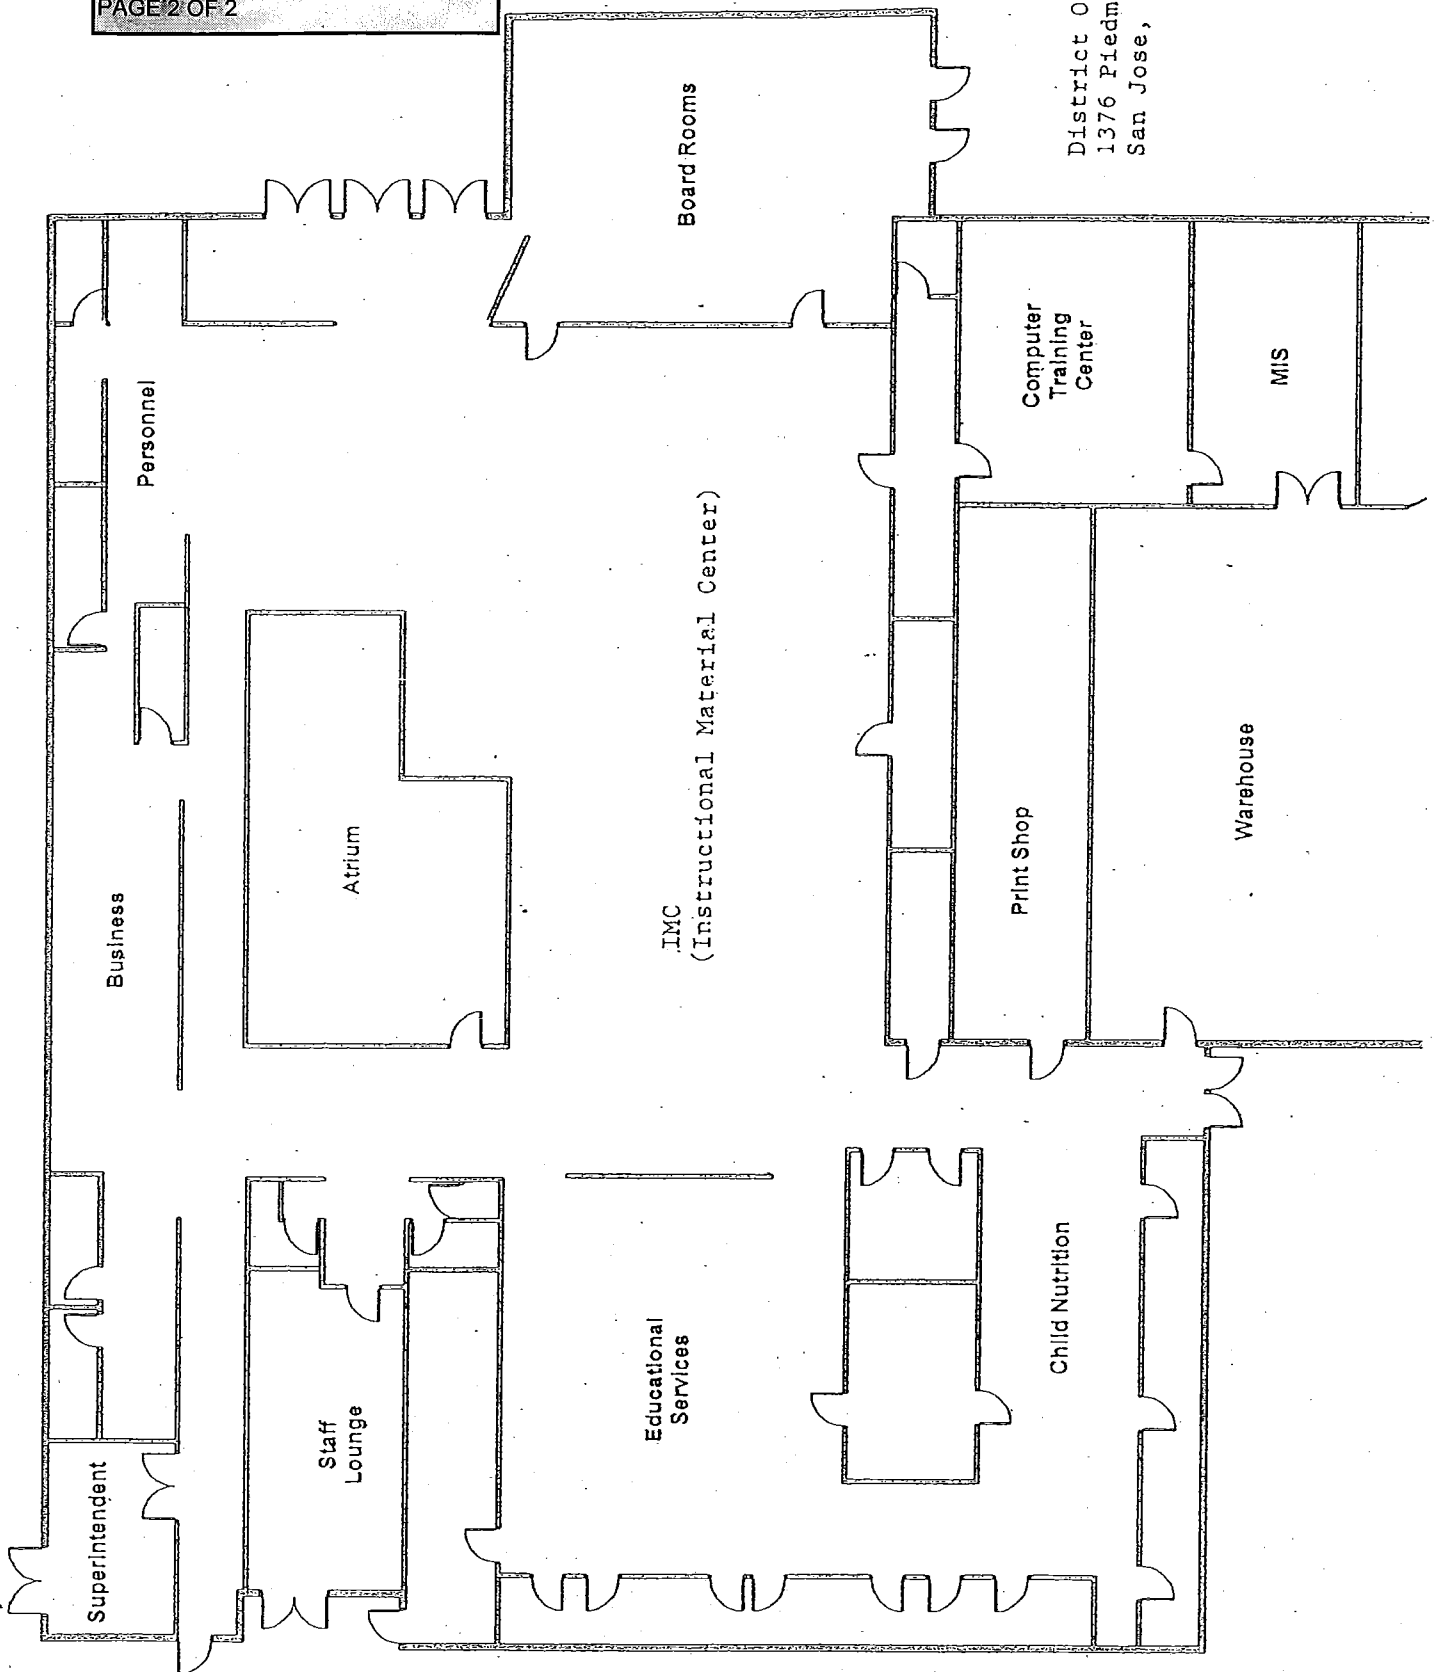 PAGE 2 OF 2
District O
1376 Piedm
San Jose,
Board Rooms
Personnel
Computer
Training
Center
MIS
IMC
(Instructional Material Center)
Atrium
Business
Print Shop
Warehouse
Superintendent
Staff
Lounge
Educational
Services
Child Nutrition